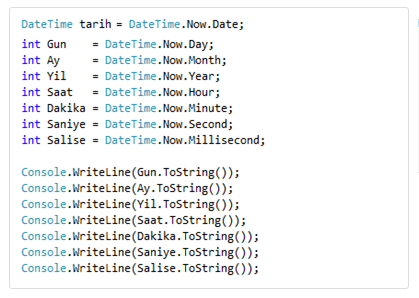 DateTime tarih = DateTime.Now.Date;
int Gun    = DateTime.Now.Day;
int Ay     = DateTime.Now.Month;
int Yil    = DateTime.Now.Year;
int Saat   = DateTime.Now.Hour;
int Dakika = DateTime.Now.Minute;
int Saniye = DateTime.Now.Second;
int Salise = DateTime.Now.Millisecond;

Console.WriteLine(Gun.ToString());
Console.WriteLine(Ay.ToString());
Console.WriteLine(Yil.ToString());
Console.WriteLine(Saat.ToString());
Console.WriteLine(Dakika.ToString());
Console.WriteLine(Saniye.ToString());
Console.WriteLine(Salise.ToString());